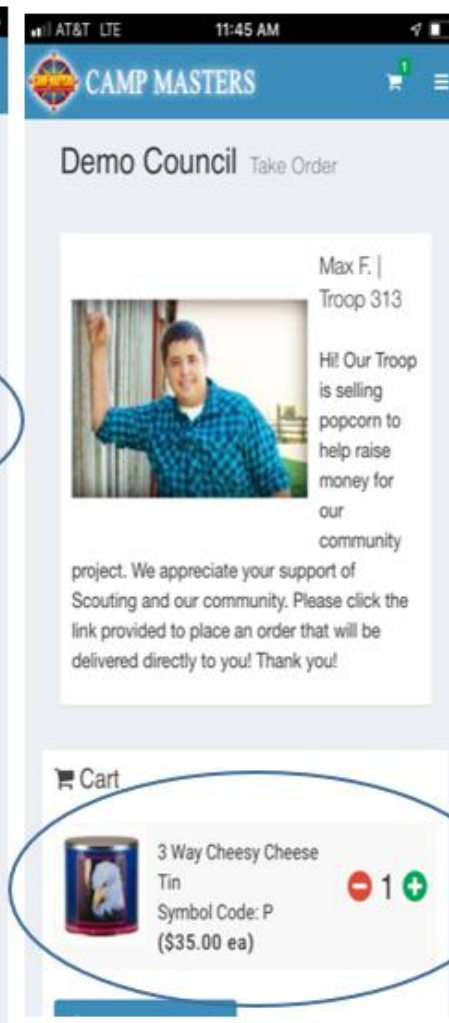 AT&T LTE 11:45 AM
CAMP MASTERS 1
Demo Council Take Order
Max F. |
Troop 313
Hi! Our Troop
is selling
popcorn to
help raise
money for
our
community
project. We appreciate your support of
Scouting and our community. Please click the
link provided to place an order that will be
delivered directly to you! Thank you!
Cart
3 Way Cheesy Cheese
Tin
Symbol Code: P
($35.00 ea)
1